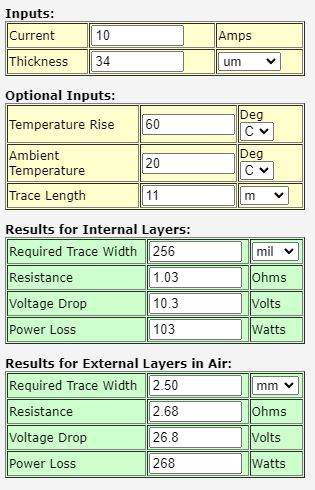 Inputs:
Current 10 Amps
Thickness 34 um
Optional Inputs:
Temperature Rise 60 Deg
C
Ambient
Temperature 20 Deg
C
Trace Length 11 m
Results for Internal Layers:
Required Trace Width 256 mil
Resistance 1.03 Ohms
Voltage Drop 10.3 Volts
Power Loss 103 Watts
Results for External Layers in Air:
Required Trace Width 2.50 mm
Resistance 2.68 Ohms
Voltage Drop 26.8 Volts
Power Loss 268 Watts